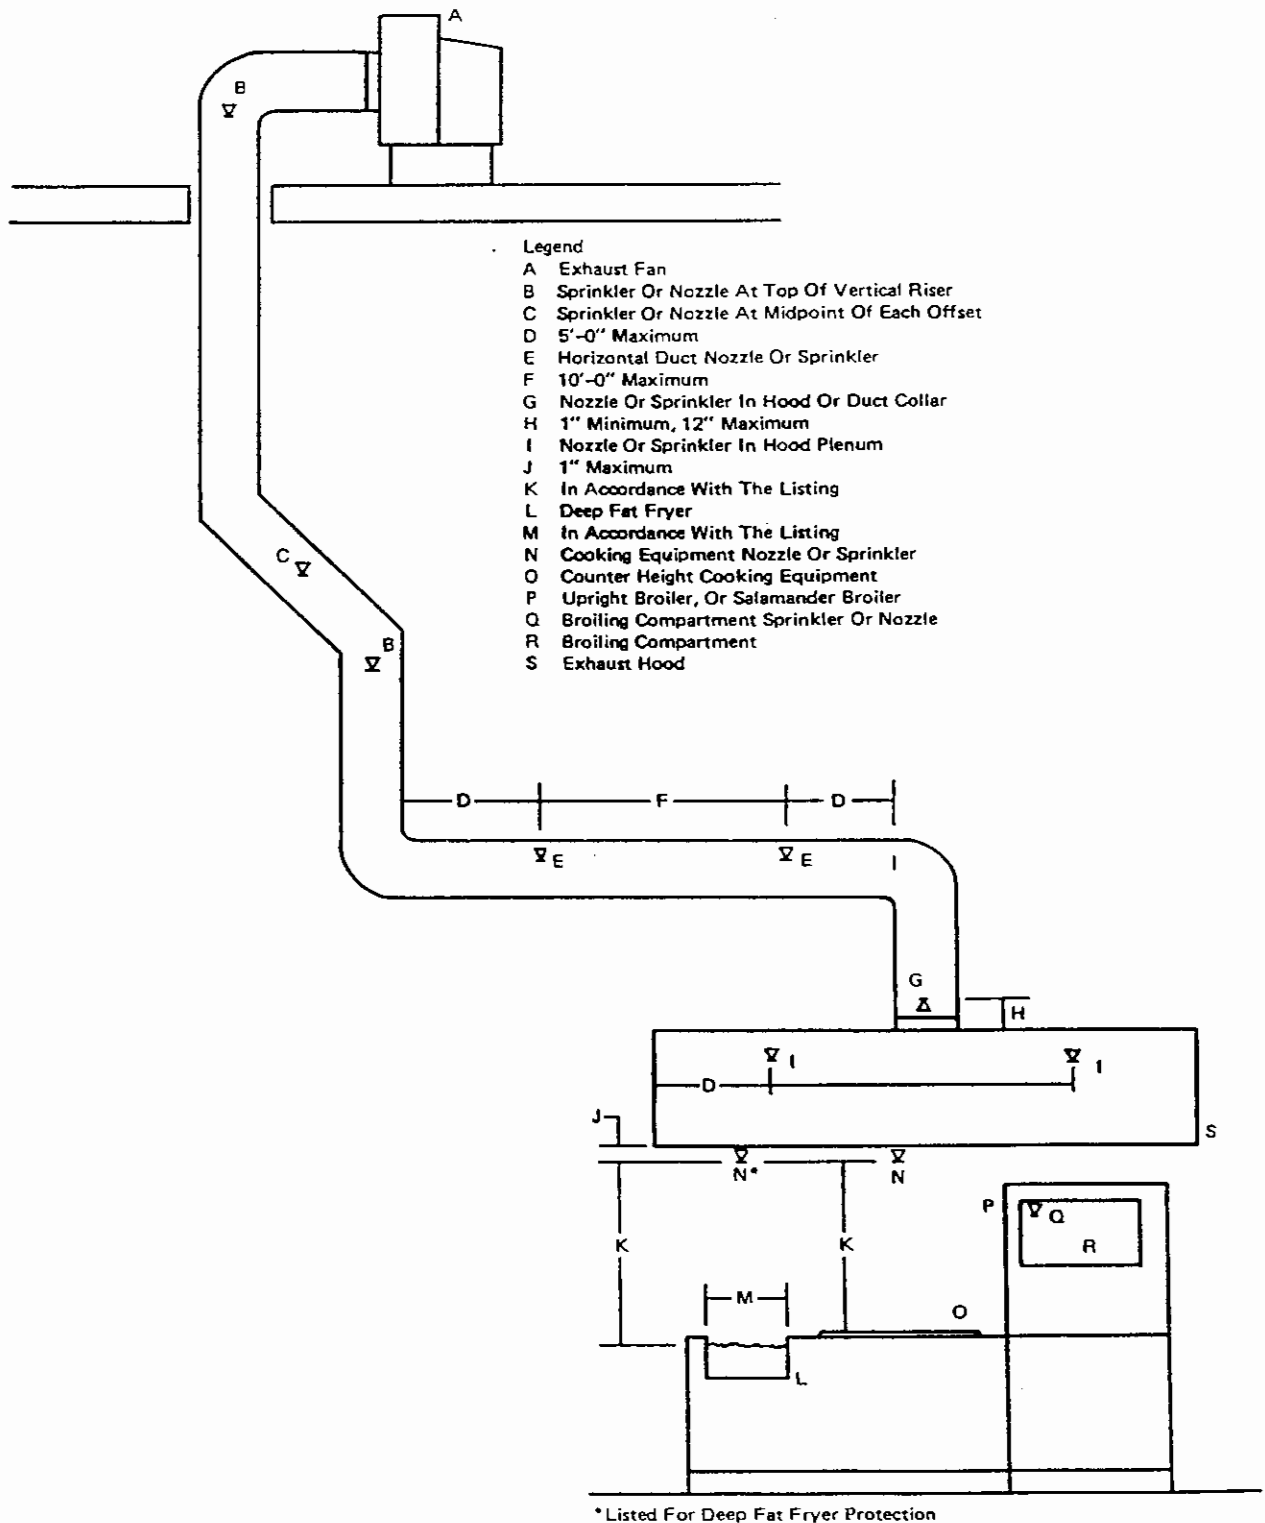 A
B
Legend
A Exhaust Fan
B Sprinkler Or Nozzle At Top Of Vertical Riser
C Sprinkler Or Nozzle At Midpoint Of Each Offset
D 5'-0" Maximum
E Horizontal Duct Nozzle Or Sprinkler
F 10'-0" Maximum
G Nozzle Or Sprinkler In Hood Or Duct Collar
H 1" Minimum, 12" Maximum
I Nozzle Or Sprinkler In Hood Plenum
J 1" Maximum
K In Accordance With The Listing
L Deep Fat Fryer
M In Accordance With The Listing
N Cooking Equipment Nozzle Or Sprinkler
O Counter Height Cooking Equipment
P Upright Broiler, Or Salamander Broiler
Q Broiling Compartment Sprinkler Or Nozzle
R Broiling Compartment
S Exhaust Hood
C
B
D F D
E E
G
H
I I
D
J
S
N* N
P Q
R
K K
M
O
L
*Listed For Deep Fat Fryer Protection